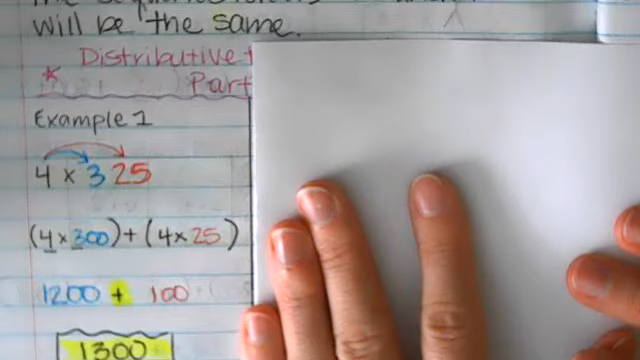 will be the same.
* Distributive
Part
Example 1
4 × 325
(4 × 300) + (4 × 25)
1200 + 100
1300